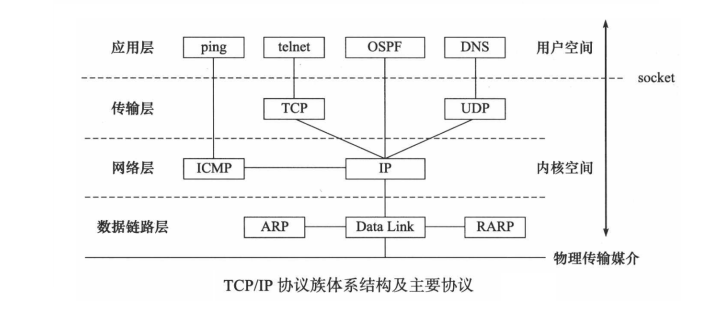 应用层 ping telnet OSPF DNS 用户空间
socket
传输层 TCP UDP
网络层 ICMP IP 内核空间
数据链路层 ARP Data Link RARP
物理传输媒介
TCP/IP 协议族体系结构及主要协议